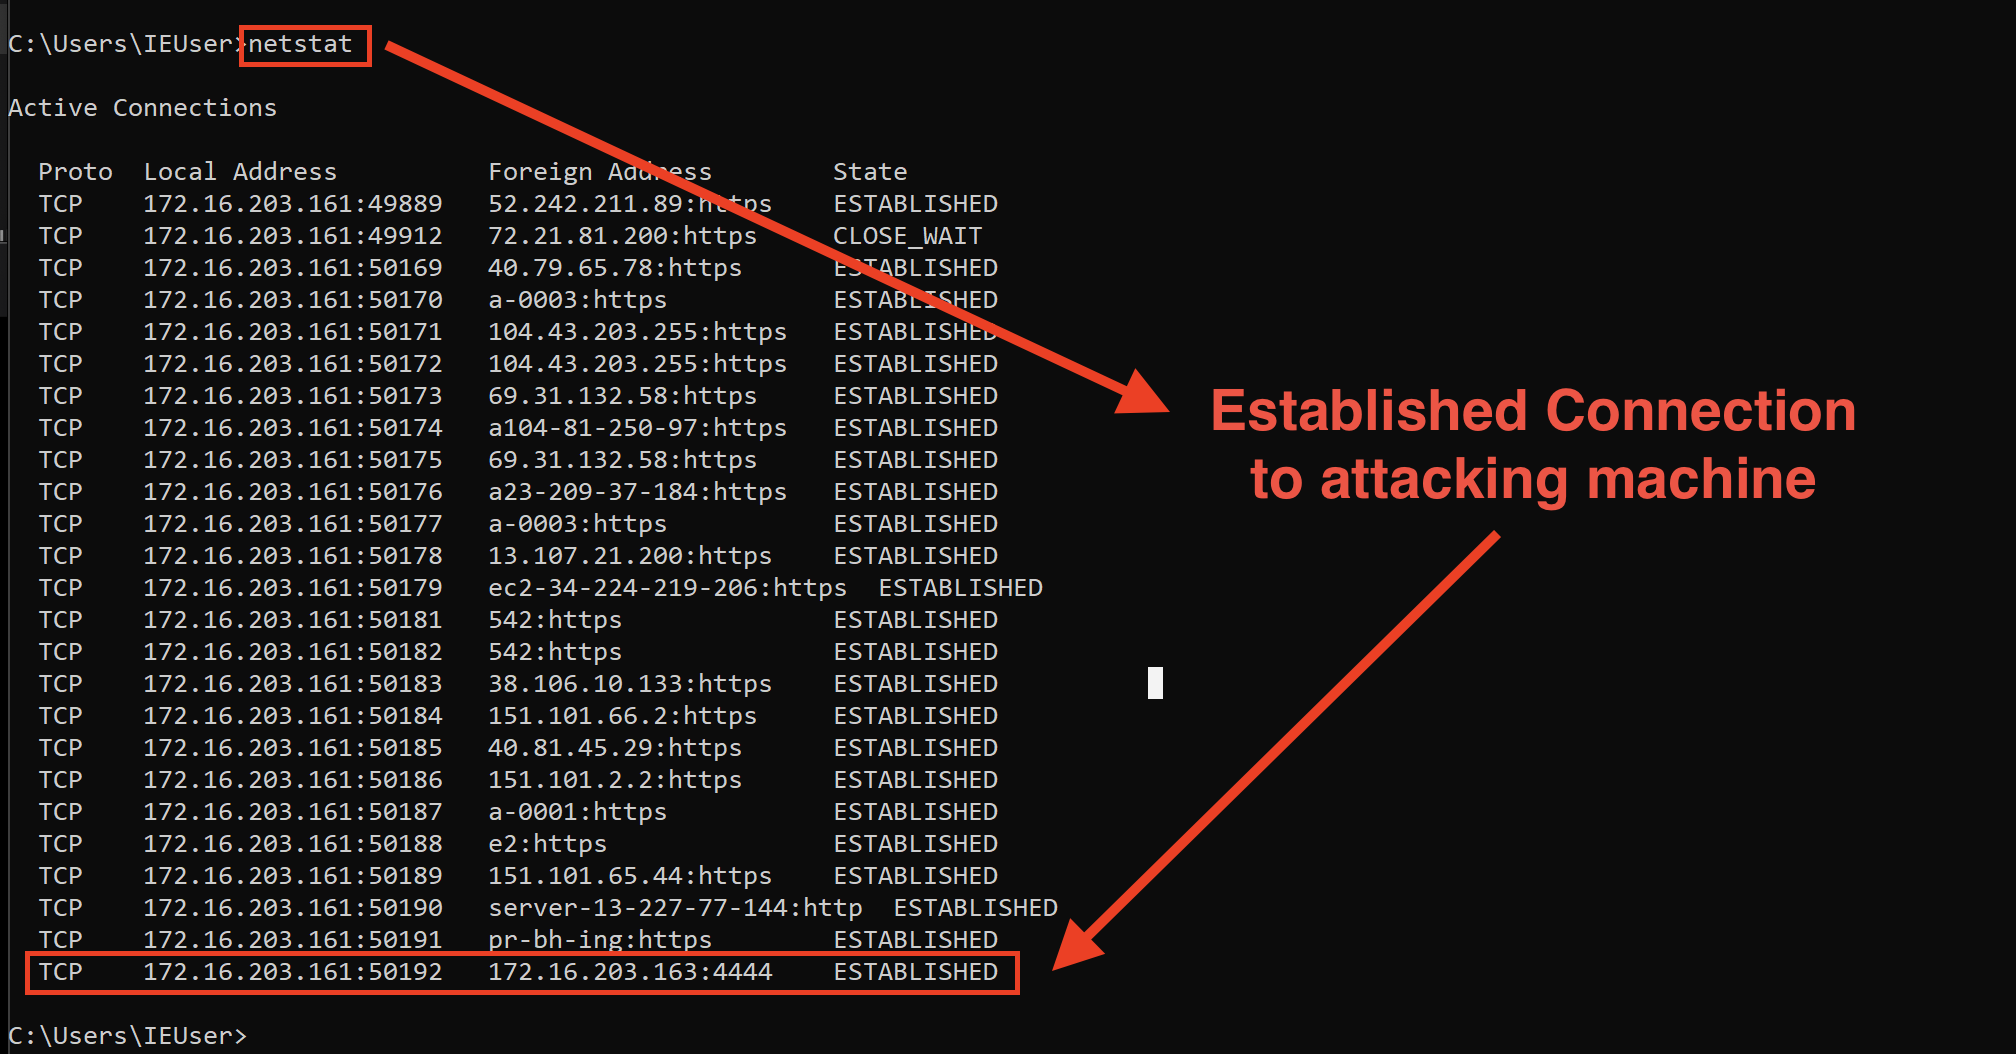 C:\Users\IEUser>netstat
Active Connections
Proto  Local Address          Foreign Address        State
TCP    172.16.203.161:49889   52.242.211.89:https    ESTABLISHED
TCP    172.16.203.161:49912   72.21.81.200:https     CLOSE_WAIT
TCP    172.16.203.161:50169   40.79.65.78:https      ESTABLISHED
TCP    172.16.203.161:50170   a-0003:https           ESTABLISHED
TCP    172.16.203.161:50171   104.43.203.255:https   ESTABLISHED
TCP    172.16.203.161:50172   104.43.203.255:https   ESTABLISHED
TCP    172.16.203.161:50173   69.31.132.58:https     ESTABLISHED
TCP    172.16.203.161:50174   a104-81-250-97:https   ESTABLISHED
TCP    172.16.203.161:50175   69.31.132.58:https     ESTABLISHED
TCP    172.16.203.161:50176   a23-209-37-184:https   ESTABLISHED
TCP    172.16.203.161:50177   a-0003:https           ESTABLISHED
TCP    172.16.203.161:50178   13.107.21.200:https    ESTABLISHED
TCP    172.16.203.161:50179   ec2-34-224-219-206:https  ESTABLISHED
TCP    172.16.203.161:50181   542:https              ESTABLISHED
TCP    172.16.203.161:50182   542:https              ESTABLISHED
TCP    172.16.203.161:50183   38.106.10.133:https    ESTABLISHED
TCP    172.16.203.161:50184   151.101.66.2:https     ESTABLISHED
TCP    172.16.203.161:50185   40.81.45.29:https      ESTABLISHED
TCP    172.16.203.161:50186   151.101.2.2:https      ESTABLISHED
TCP    172.16.203.161:50187   a-0001:https           ESTABLISHED
TCP    172.16.203.161:50188   e2:https               ESTABLISHED
TCP    172.16.203.161:50189   151.101.65.44:https    ESTABLISHED
TCP    172.16.203.161:50190   server-13-227-77-144:http  ESTABLISHED
TCP    172.16.203.161:50191   pr-bh-ing:https        ESTABLISHED
TCP    172.16.203.161:50192   172.16.203.163:4444    ESTABLISHED
C:\Users\IEUser>
Established Connection
to attacking machine